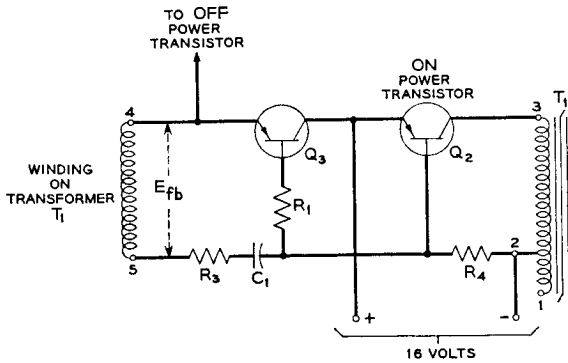 TO OFF
POWER
TRANSISTOR
ON
POWER
TRANSISTOR
T1
4
3
Q3
Q2
WINDING
ON
TRANSFORMER
T1
Efb
R1
5
R3
C1
R4
2
1
+
-
16 VOLTS